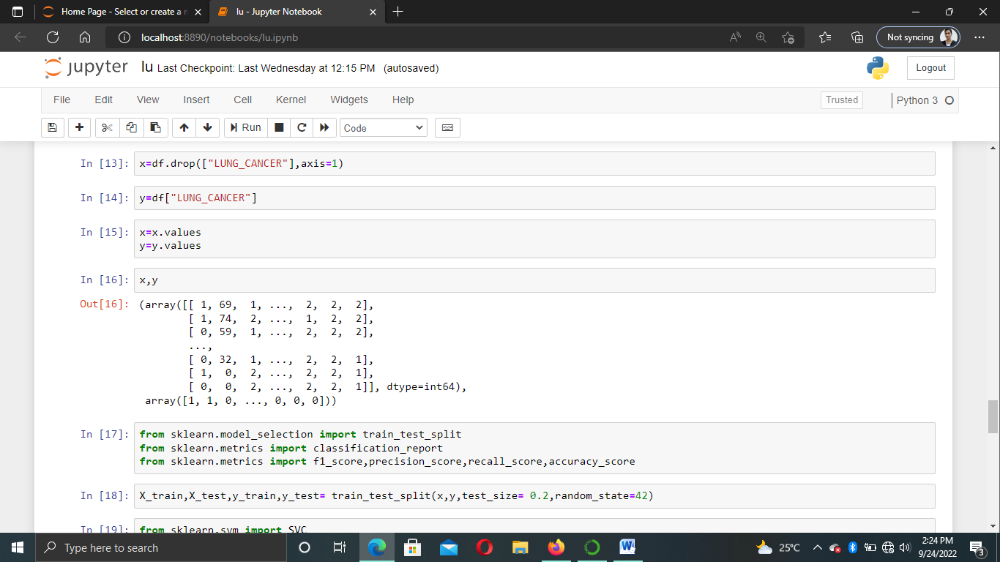 Home Page - Select or create a n
lu - Jupyter Notebook
localhost:8890/notebooks/lu.ipynb
Not syncing
jupyter lu Last Checkpoint: Last Wednesday at 12:15 PM (autosaved)
Logout
File Edit View Insert Cell Kernel Widgets Help
Trusted
Python 3
Run
Code
In [13]: x=df.drop(["LUNG_CANCER"],axis=1)
In [14]: y=df["LUNG_CANCER"]
In [15]: x=x.values
y=y.values
In [16]: x,y
Out[16]: (array([[ 1, 69, 1, ..., 2, 2, 2],
[ 1, 74, 2, ..., 1, 2, 2],
[ 0, 59, 1, ..., 2, 2, 2],
...,
[ 0, 32, 1, ..., 2, 2, 1],
[ 1, 0, 2, ..., 2, 2, 1],
[ 0, 0, 2, ..., 2, 2, 1]], dtype=int64),
array([1, 1, 0, ..., 0, 0, 0]))
In [17]: from sklearn.model_selection import train_test_split
from sklearn.metrics import classification_report
from sklearn.metrics import f1_score,precision_score,recall_score,accuracy_score
In [18]: X_train,X_test,y_train,y_test= train_test_split(x,y,test_size= 0.2,random_state=42)
In [19]: from sklearn.svm import SVC
Type here to search
25°C
2:24 PM
9/24/2022
3